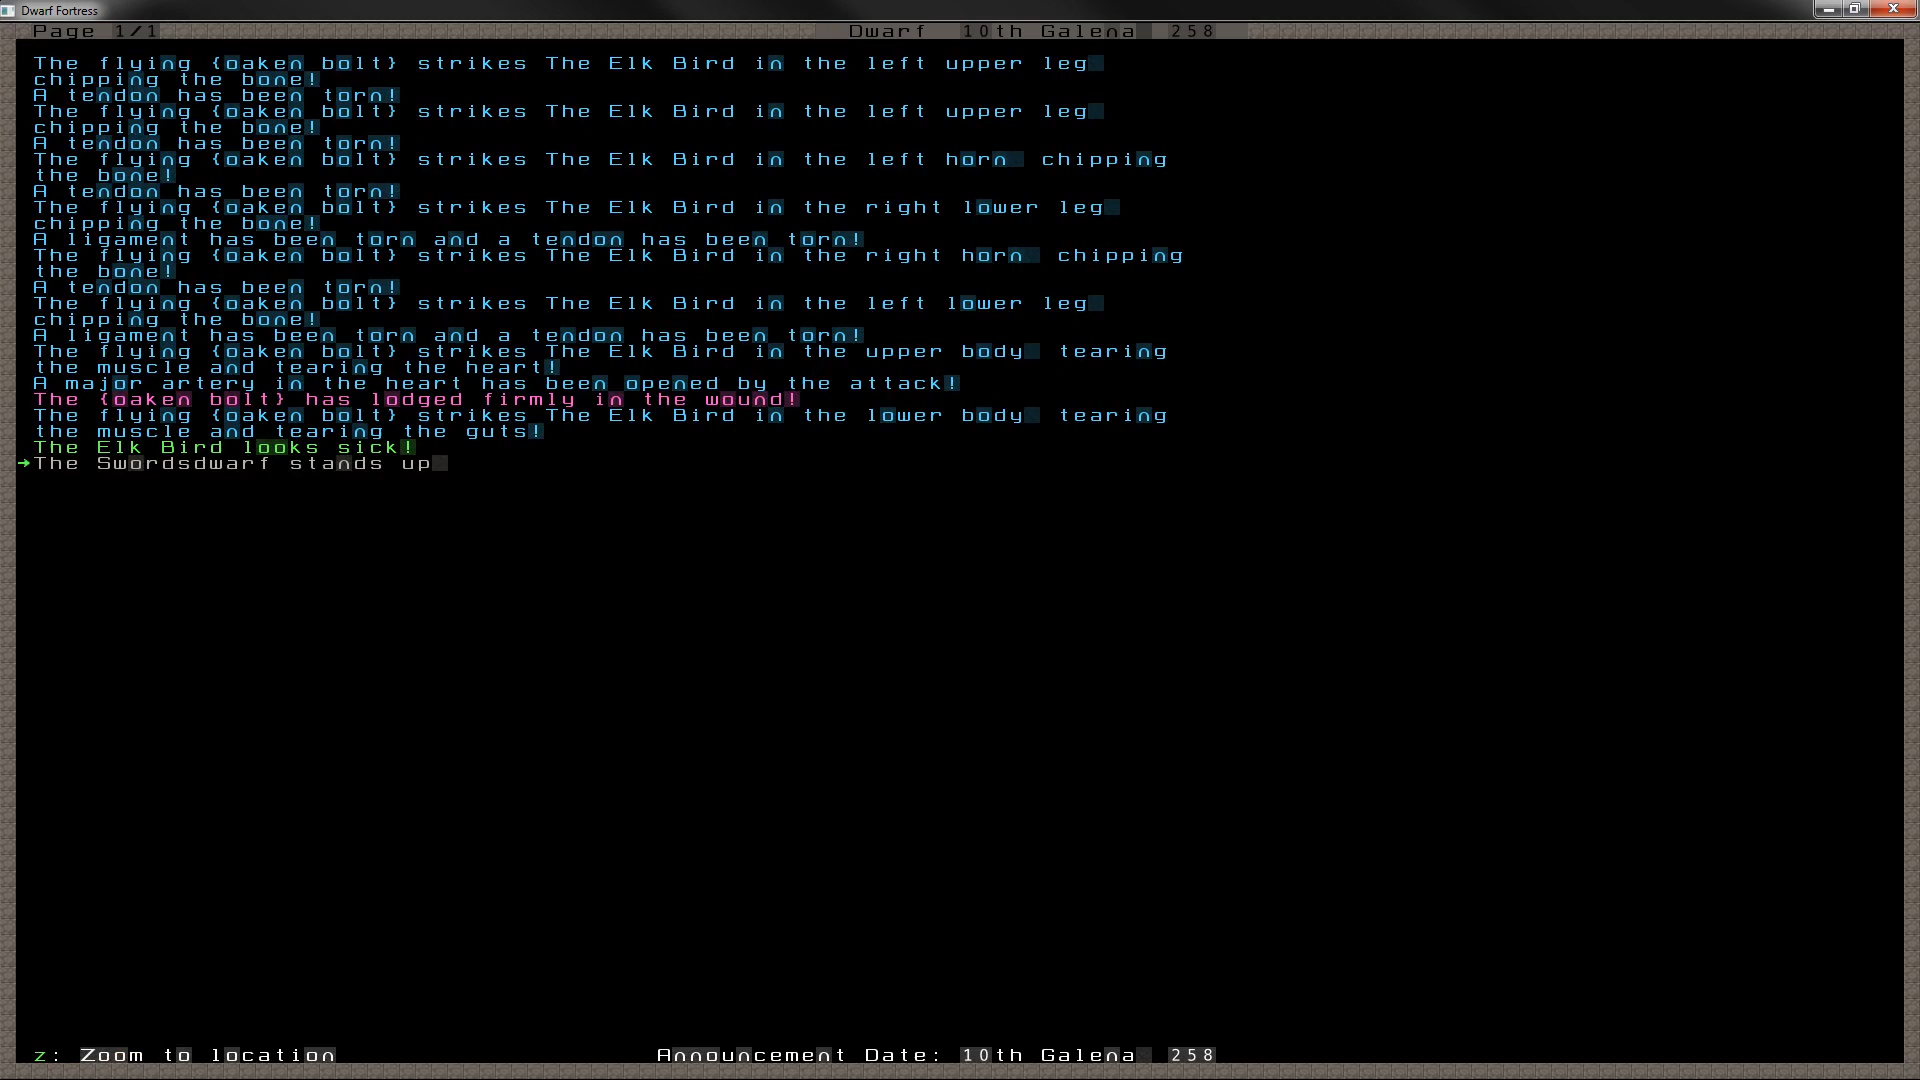 Dwarf Fortress
Page 1/1 Dwarf 10th Galena 258
The flying {oaken bolt} strikes The Elk Bird in the left upper leg
chipping the bone!
A tendon has been torn!
The flying {oaken bolt} strikes The Elk Bird in the left upper leg
chipping the bone!
A tendon has been torn!
The flying {oaken bolt} strikes The Elk Bird in the left horn chipping
the bone!
A tendon has been torn!
The flying {oaken bolt} strikes The Elk Bird in the right lower leg
chipping the bone!
A ligament has been torn and a tendon has been torn!
The flying {oaken bolt} strikes The Elk Bird in the right horn chipping
the bone!
A tendon has been torn!
The flying {oaken bolt} strikes The Elk Bird in the left lower leg
chipping the bone!
A ligament has been torn and a tendon has been torn!
The flying {oaken bolt} strikes The Elk Bird in the upper body tearing
the muscle and tearing the heart!
A major artery in the heart has been opened by the attack!
The {oaken bolt} has lodged firmly in the wound!
The flying {oaken bolt} strikes The Elk Bird in the lower body tearing
the muscle and tearing the guts!
The Elk Bird looks sick!
→The Swordsdwarf stands up
z: Zoom to location Announcement Date: 10th Galena 258